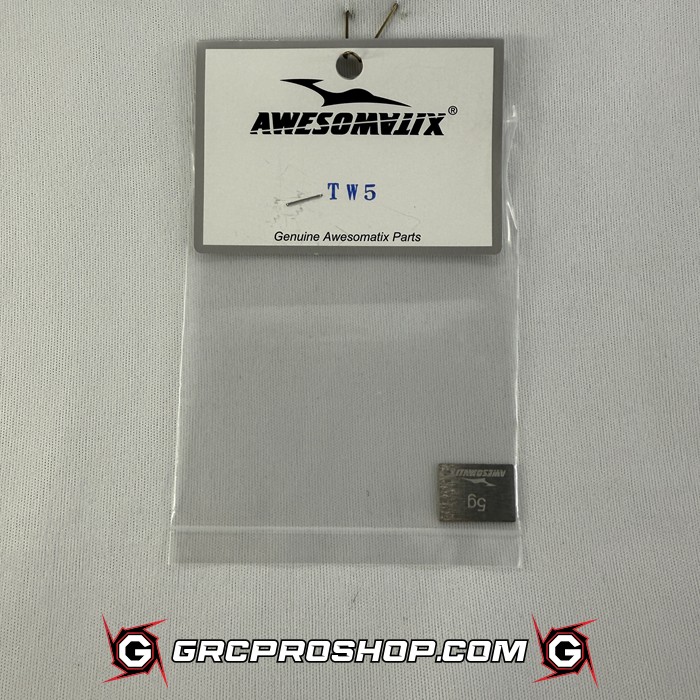 AWESOMATIX®
TW5
Genuine Awesomatix Parts
AWESOMATIX
5g
G GRCPROSHOP.COM G